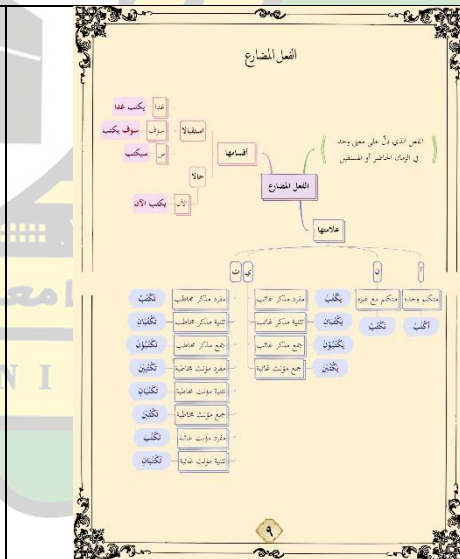 الفعل المضارع
الفعل الذي دلّ على معنى وجد
في الزمان الحاضر أو المستقبل
الفعل المضارع
أقسامها
استقبالا
غدا
يكتب غدا
سوف
سوف يكتب
س
سيكتب
حالا
الآن
يكتب الآن
علامتها
ا
متكلم وحده
أكتب
ن
متكلم مع غيره
نكتب
ي
مفرد مذكر غائب
يكتب
تثنية مذكر غائب
يكتبان
جمع مذكر غائب
يكتبون
جمع مؤنث غائبة
يكتبن
ت
مفرد مذكر مخاطب
تكتب
تثنية مذكر مخاطب
تكتبان
جمع مذكر مخاطب
تكتبون
مفرد مؤنث مخاطبة
تكتبين
تثنية مؤنث مخاطبة
تكتبان
جمع مؤنث مخاطبة
تكتبن
مفرد مؤنث غائبة
تكتب
تثنية مؤنث غائبة
تكتبان
٩
معـ
N I